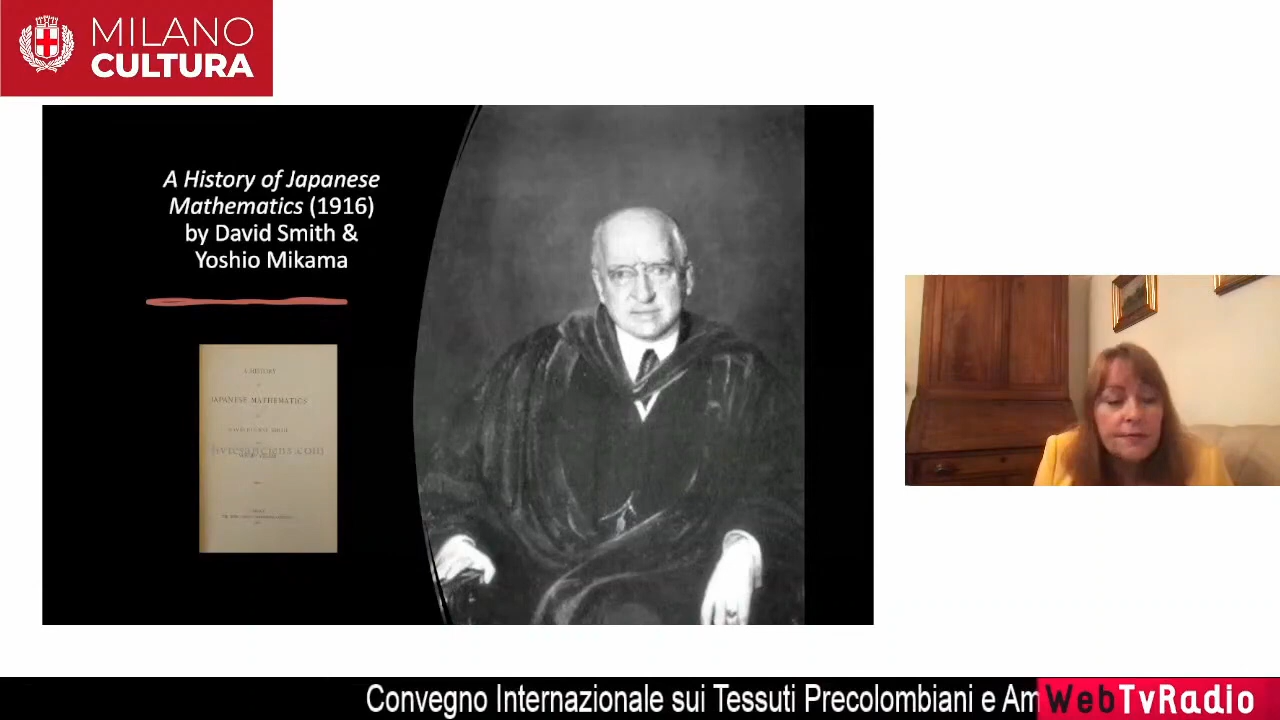 MILANO
CULTURA
A History of Japanese
Mathematics (1916)
by David Smith &
Yoshio Mikama
A HISTORY
JAPANESE MATHEMATICS
Convegno Internazionale sui Tessuti Precolombiani e Am
WebTvRadio